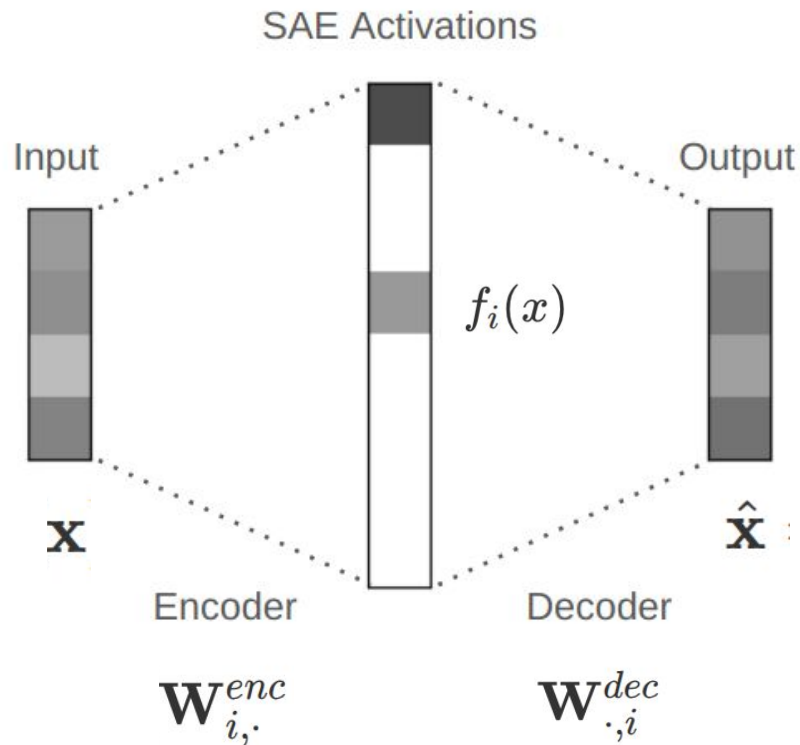 SAE Activations
Input
Output
f_i(x)
x
x̂ :
Encoder
Decoder
W^{enc}_{i,·}
W^{dec}_{·,i}